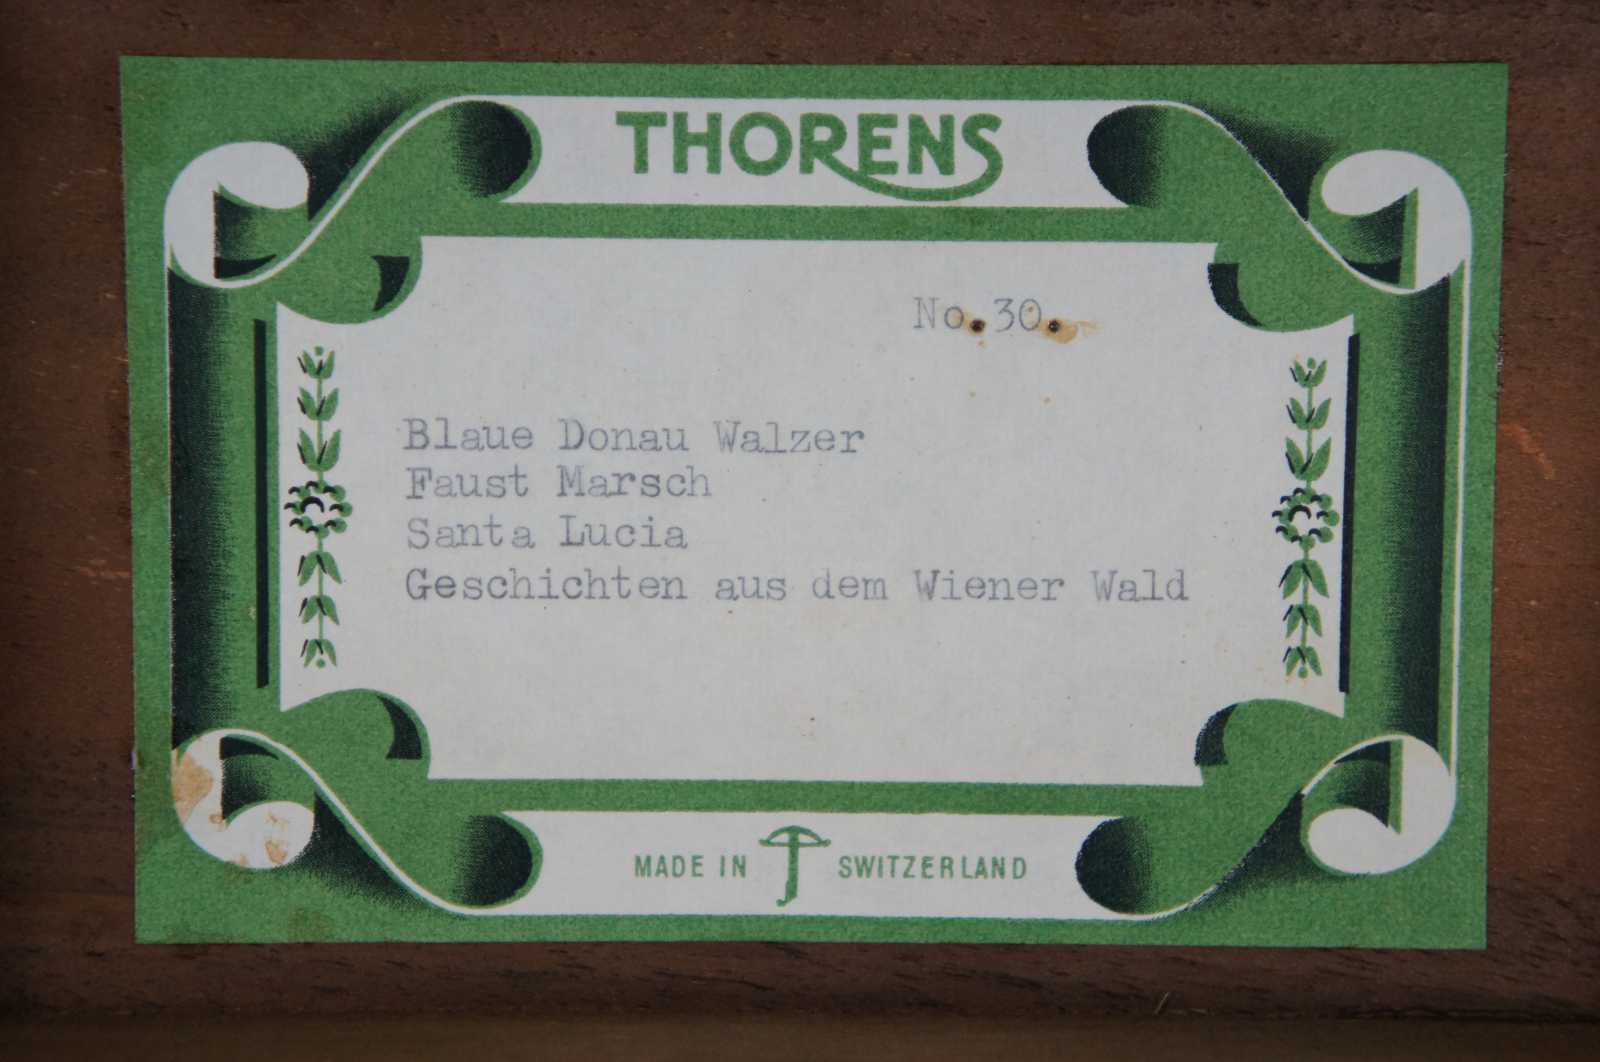 THORENS
No.30.
Blaue Donau Walzer
Faust Marsch
Santa Lucia
Geschichten aus dem Wiener Wald
MADE IN SWITZERLAND